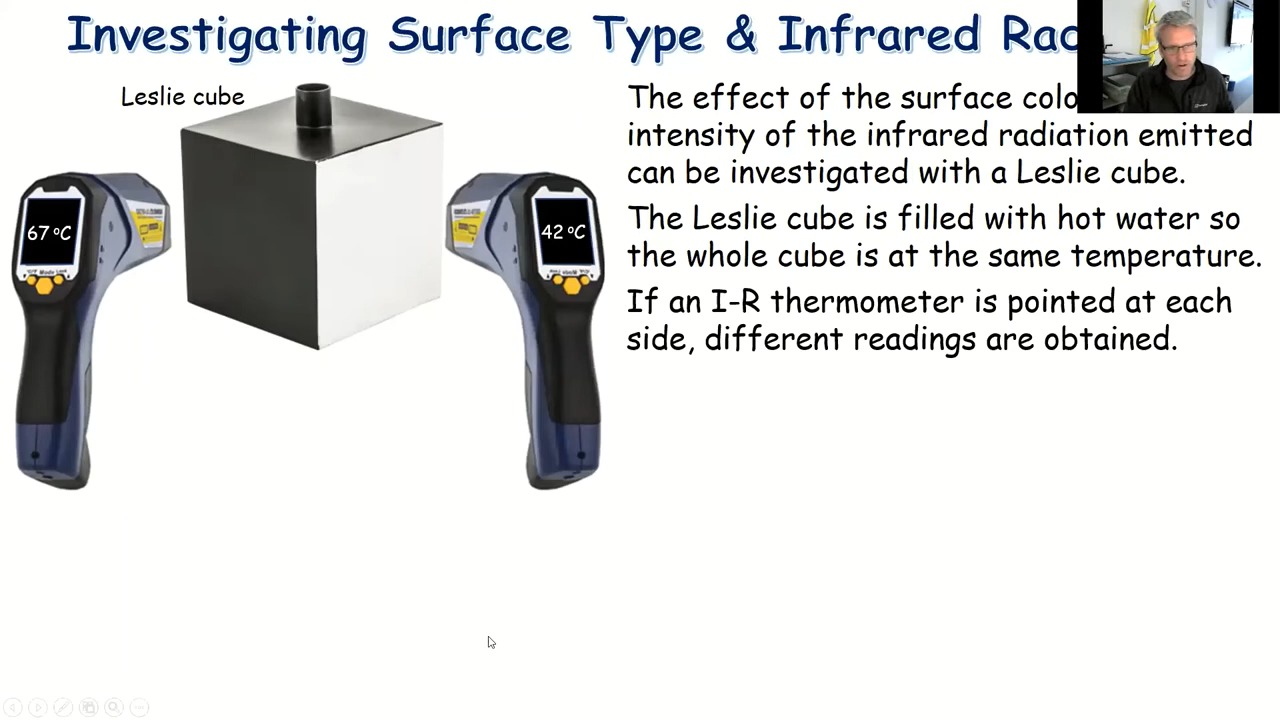 Investigating Surface Type & Infrared
Leslie cube
The effect of the surface
intensity of the infrared radiation emitted
can be investigated with a Leslie cube.
The Leslie cube is filled with hot water so
the whole cube is at the same temperature.
If an I-R thermometer is pointed at each
side, different readings are obtained.
67 ºC
42 ºC